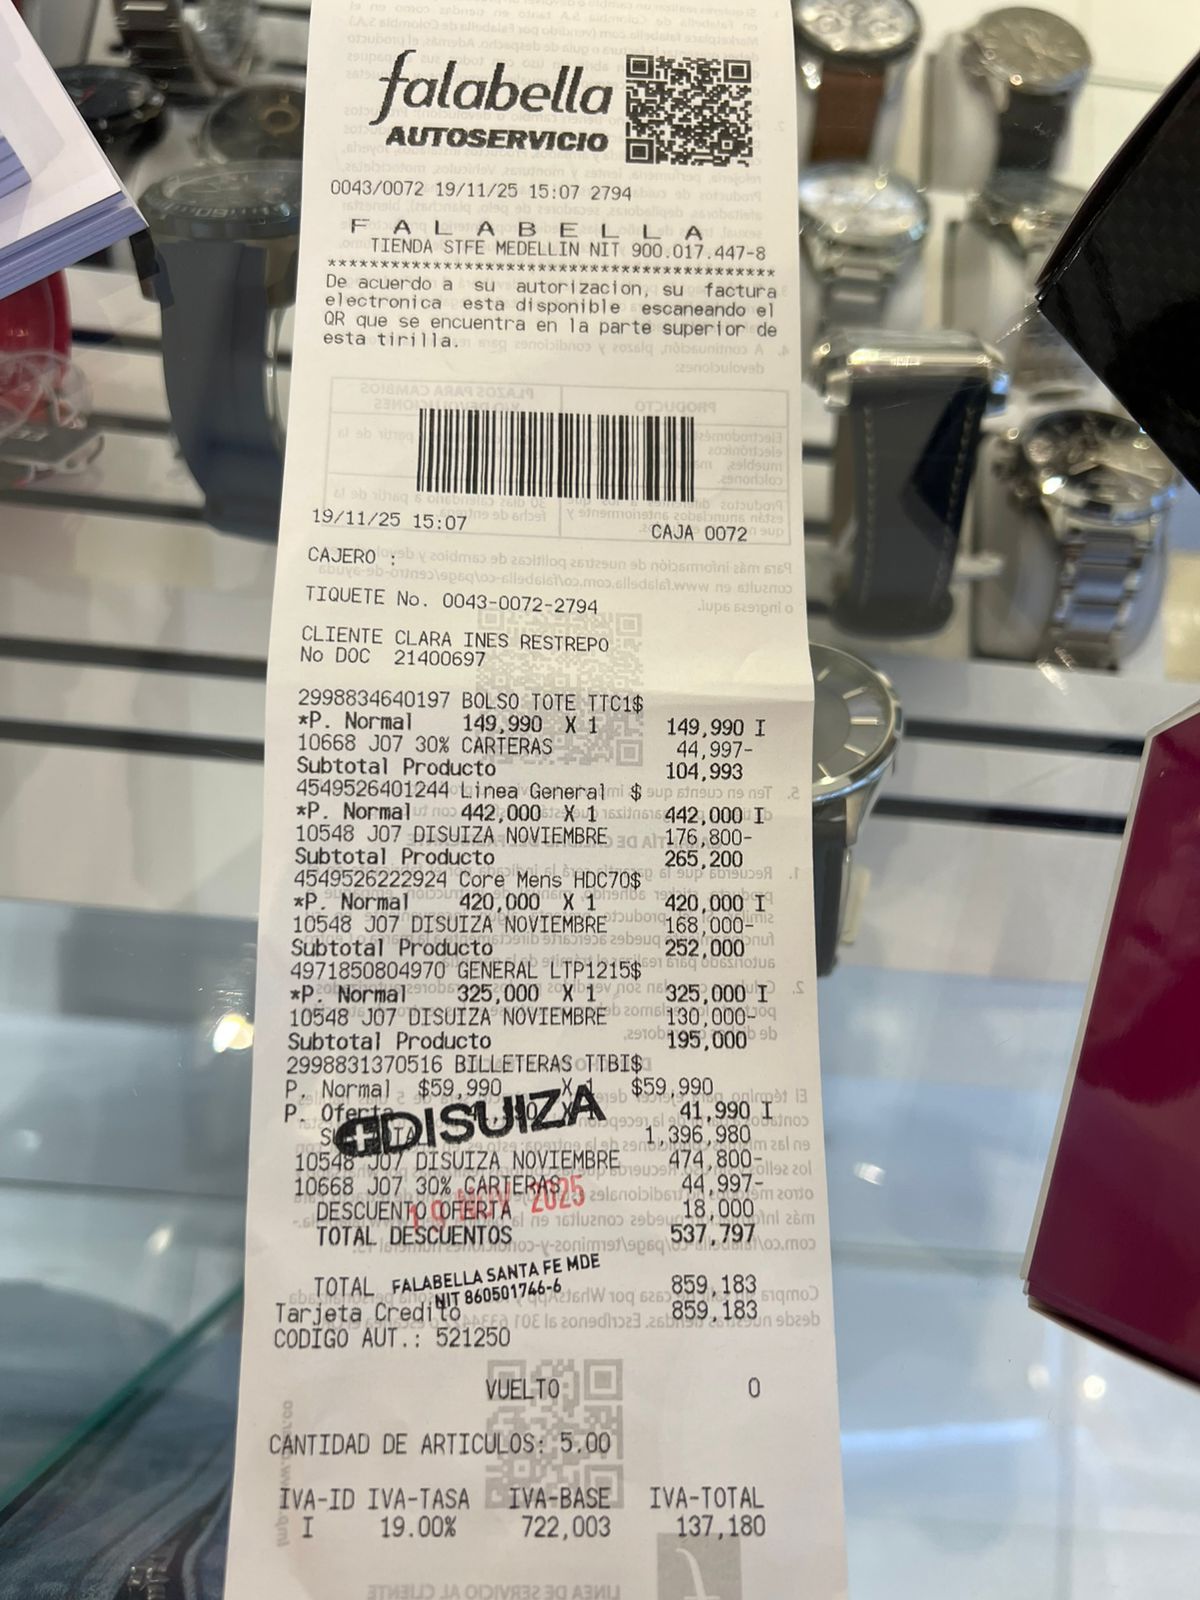 falabella
AUTOSERVICIO
0043/0072 19/11/25 15:07 2794
F A L A B E L L A
TIENDA STFE MEDELLIN NIT 900.017.447-8
******************************************
De acuerdo a su autorizacion, su factura
electronica esta disponible escaneando el
QR que se encuentra en la parte superior de
esta tirilla.
19/11/25 15:07 CAJA 0072
CAJERO :
TIQUETE No. 0043-0072-2794
CLIENTE CLARA INES RESTREPO
No DOC 21400697
2998834640197 BOLSO TOTE TTC1$
*P. Normal 149,990 X 1 149,990 I
10668 J07 30% CARTERAS 44,997-
Subtotal Producto 104,993
4549526401244 Linea General $
*P. Normal 442,000 X 1 442,000 I
10548 J07 DISUIZA NOVIEMBRE 176,800-
Subtotal Producto 265,200
4549526222924 Core Mens HDC70$
*P. Normal 420,000 X 1 420,000 I
10548 J07 DISUIZA NOVIEMBRE 168,000-
Subtotal Producto 252,000
4971850804970 GENERAL LTP1215$
*P. Normal 325,000 X 1 325,000 I
10548 J07 DISUIZA NOVIEMBRE 130,000-
Subtotal Producto 195,000
2998831370516 BILLETERAS TTBI$
P. Normal $59,990 X 1 $59,990
P. Oferta 41,990 I
DISUIZA
1,396,980
10548 J07 DISUIZA NOVIEMBRE 474,800-
10668 J07 30% CARTERAS 44,997-
19 NOV 2025
DESCUENTO OFERTA 18,000
TOTAL DESCUENTOS 537,797
FALABELLA SANTA FE MDE
NIT 860501746-6
TOTAL 859,183
Tarjeta Credito 859,183
CODIGO AUT.: 521250
VUELTO 0
CANTIDAD DE ARTICULOS: 5.00
IVA-ID IVA-TASA IVA-BASE IVA-TOTAL
I 19.00% 722,003 137,180